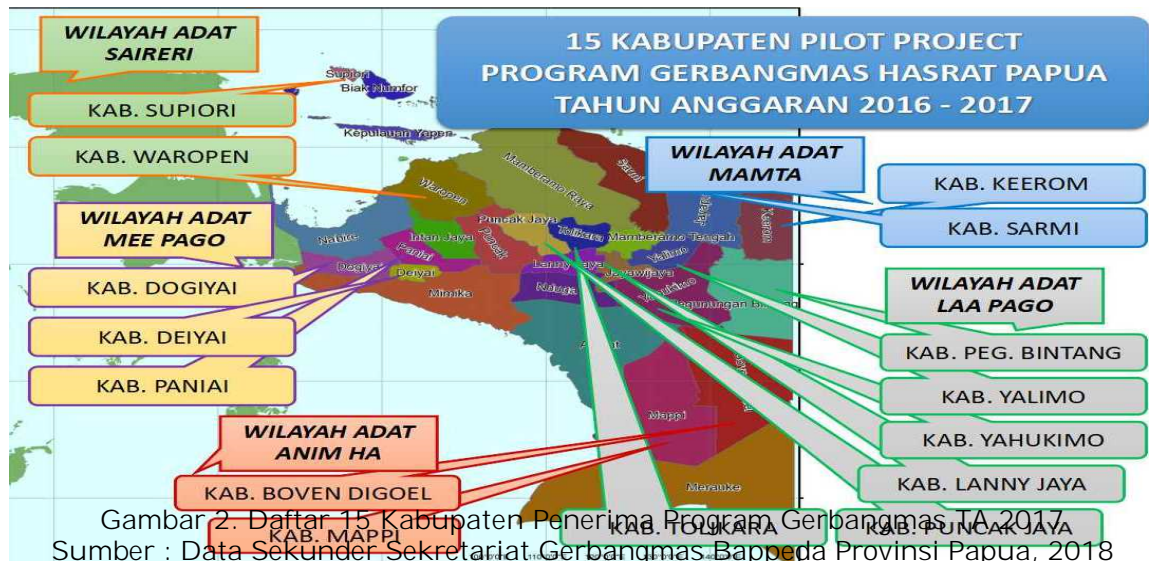 WILAYAH ADAT
SAIRERI
KAB. SUPIORI
KAB. WAROPEN
15 KABUPATEN PILOT PROJECT
PROGRAM GERBANGMAS HASRAT PAPUA
TAHUN ANGGARAN 2016 - 2017
WILAYAH ADAT
MAMTA
KAB. KEEROM
KAB. SARMI
WILAYAH ADAT
MEE PAGO
KAB. DOGIYAI
KAB. DEIYAI
KAB. PANIAI
WILAYAH ADAT
LAA PAGO
KAB. PEG. BINTANG
KAB. YALIMO
KAB. YAHUKIMO
KAB. LANNY JAYA
KAB. PUNCAK JAYA
KAB. TOLIKARA
WILAYAH ADAT
ANIM HA
KAB. BOVEN DIGOEL
KAB. MAPPI
Supiori
Biak Numfor
Kepulauan Yapen
Waropen
Mamberamo Raya
Sarmi
Keerom
Nabire
Puncak Jaya
Tolikara
Mamberamo Tengah
Intan Jaya
Puncak
Paniai
Yalimo
Dogiya
Deiyai
Lanny Jaya
Jayawijaya
Mimika
Nduga
Yahukimo
Mappi
Merauke
Gambar 2. Daftar 15 Kabupaten Penerima Program Gerbangmas TA 2017
Sumber : Data Sekunder Sekretariat Gerbangmas Bappeda Provinsi Papua, 2018